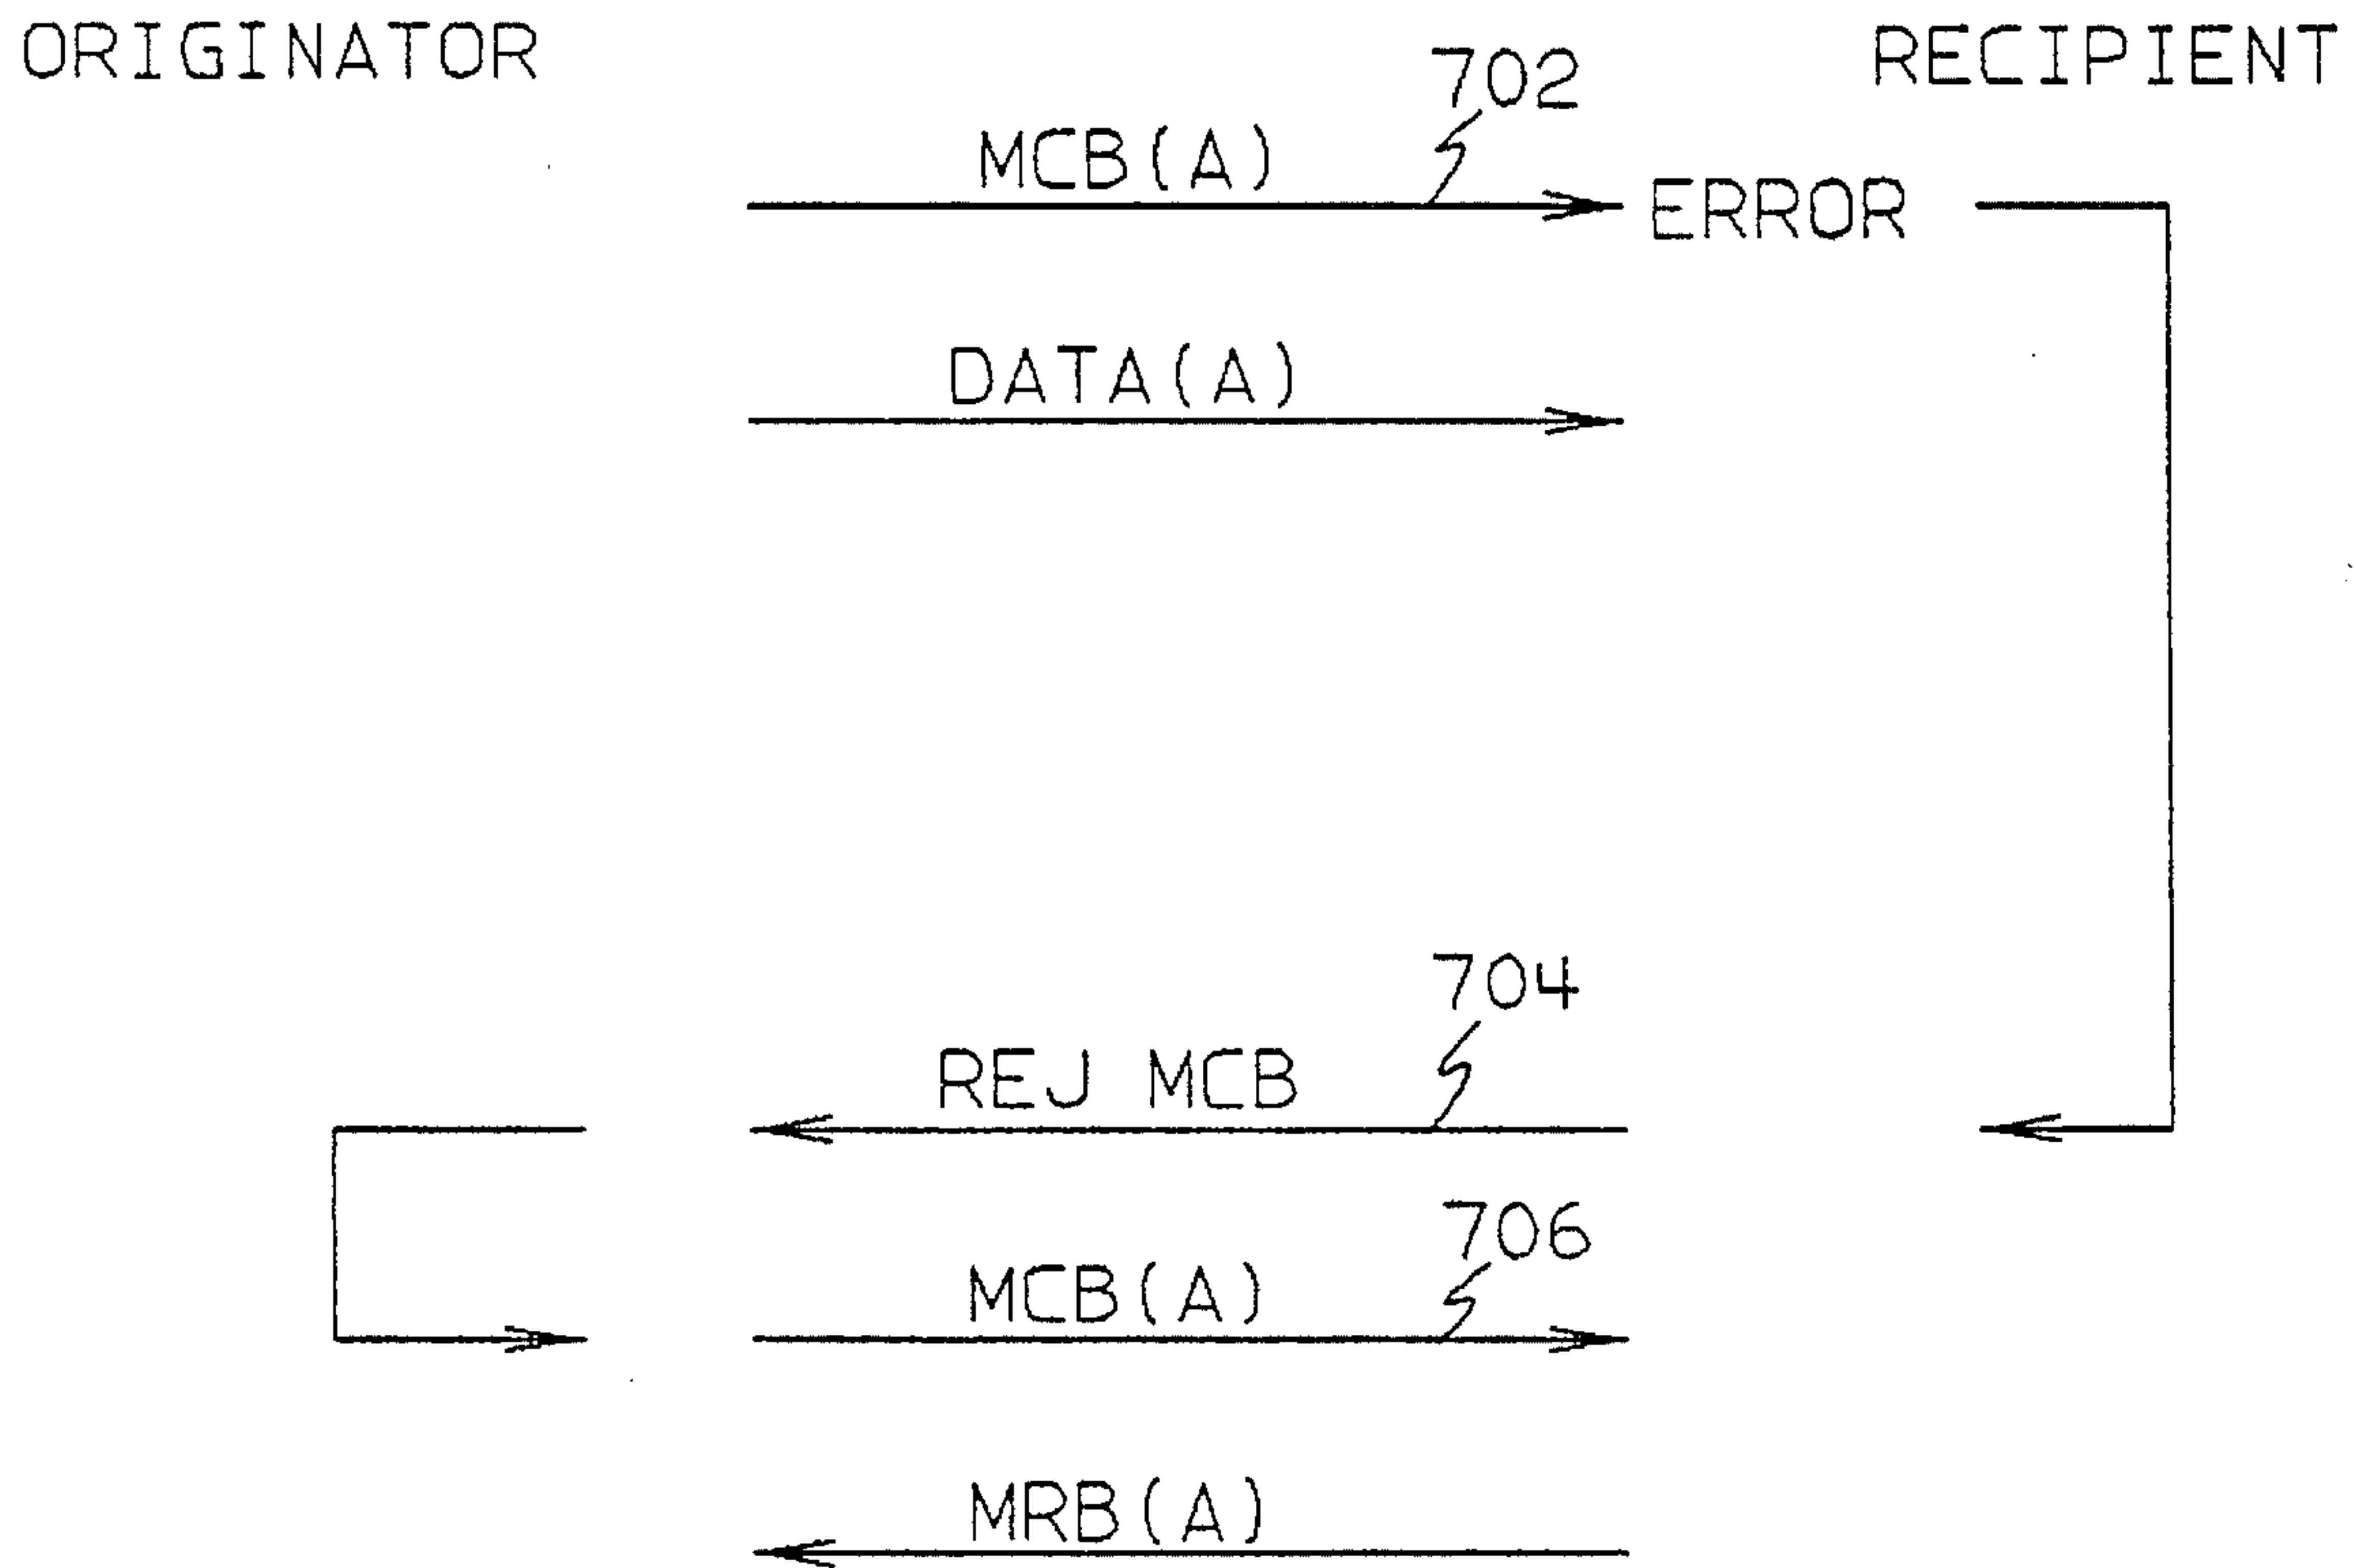 ORIGINATOR
RECIPIENT
702
MCB(A)
ERROR
DATA(A)
704
REJ MCB
706
MCB(A)
MRB(A)